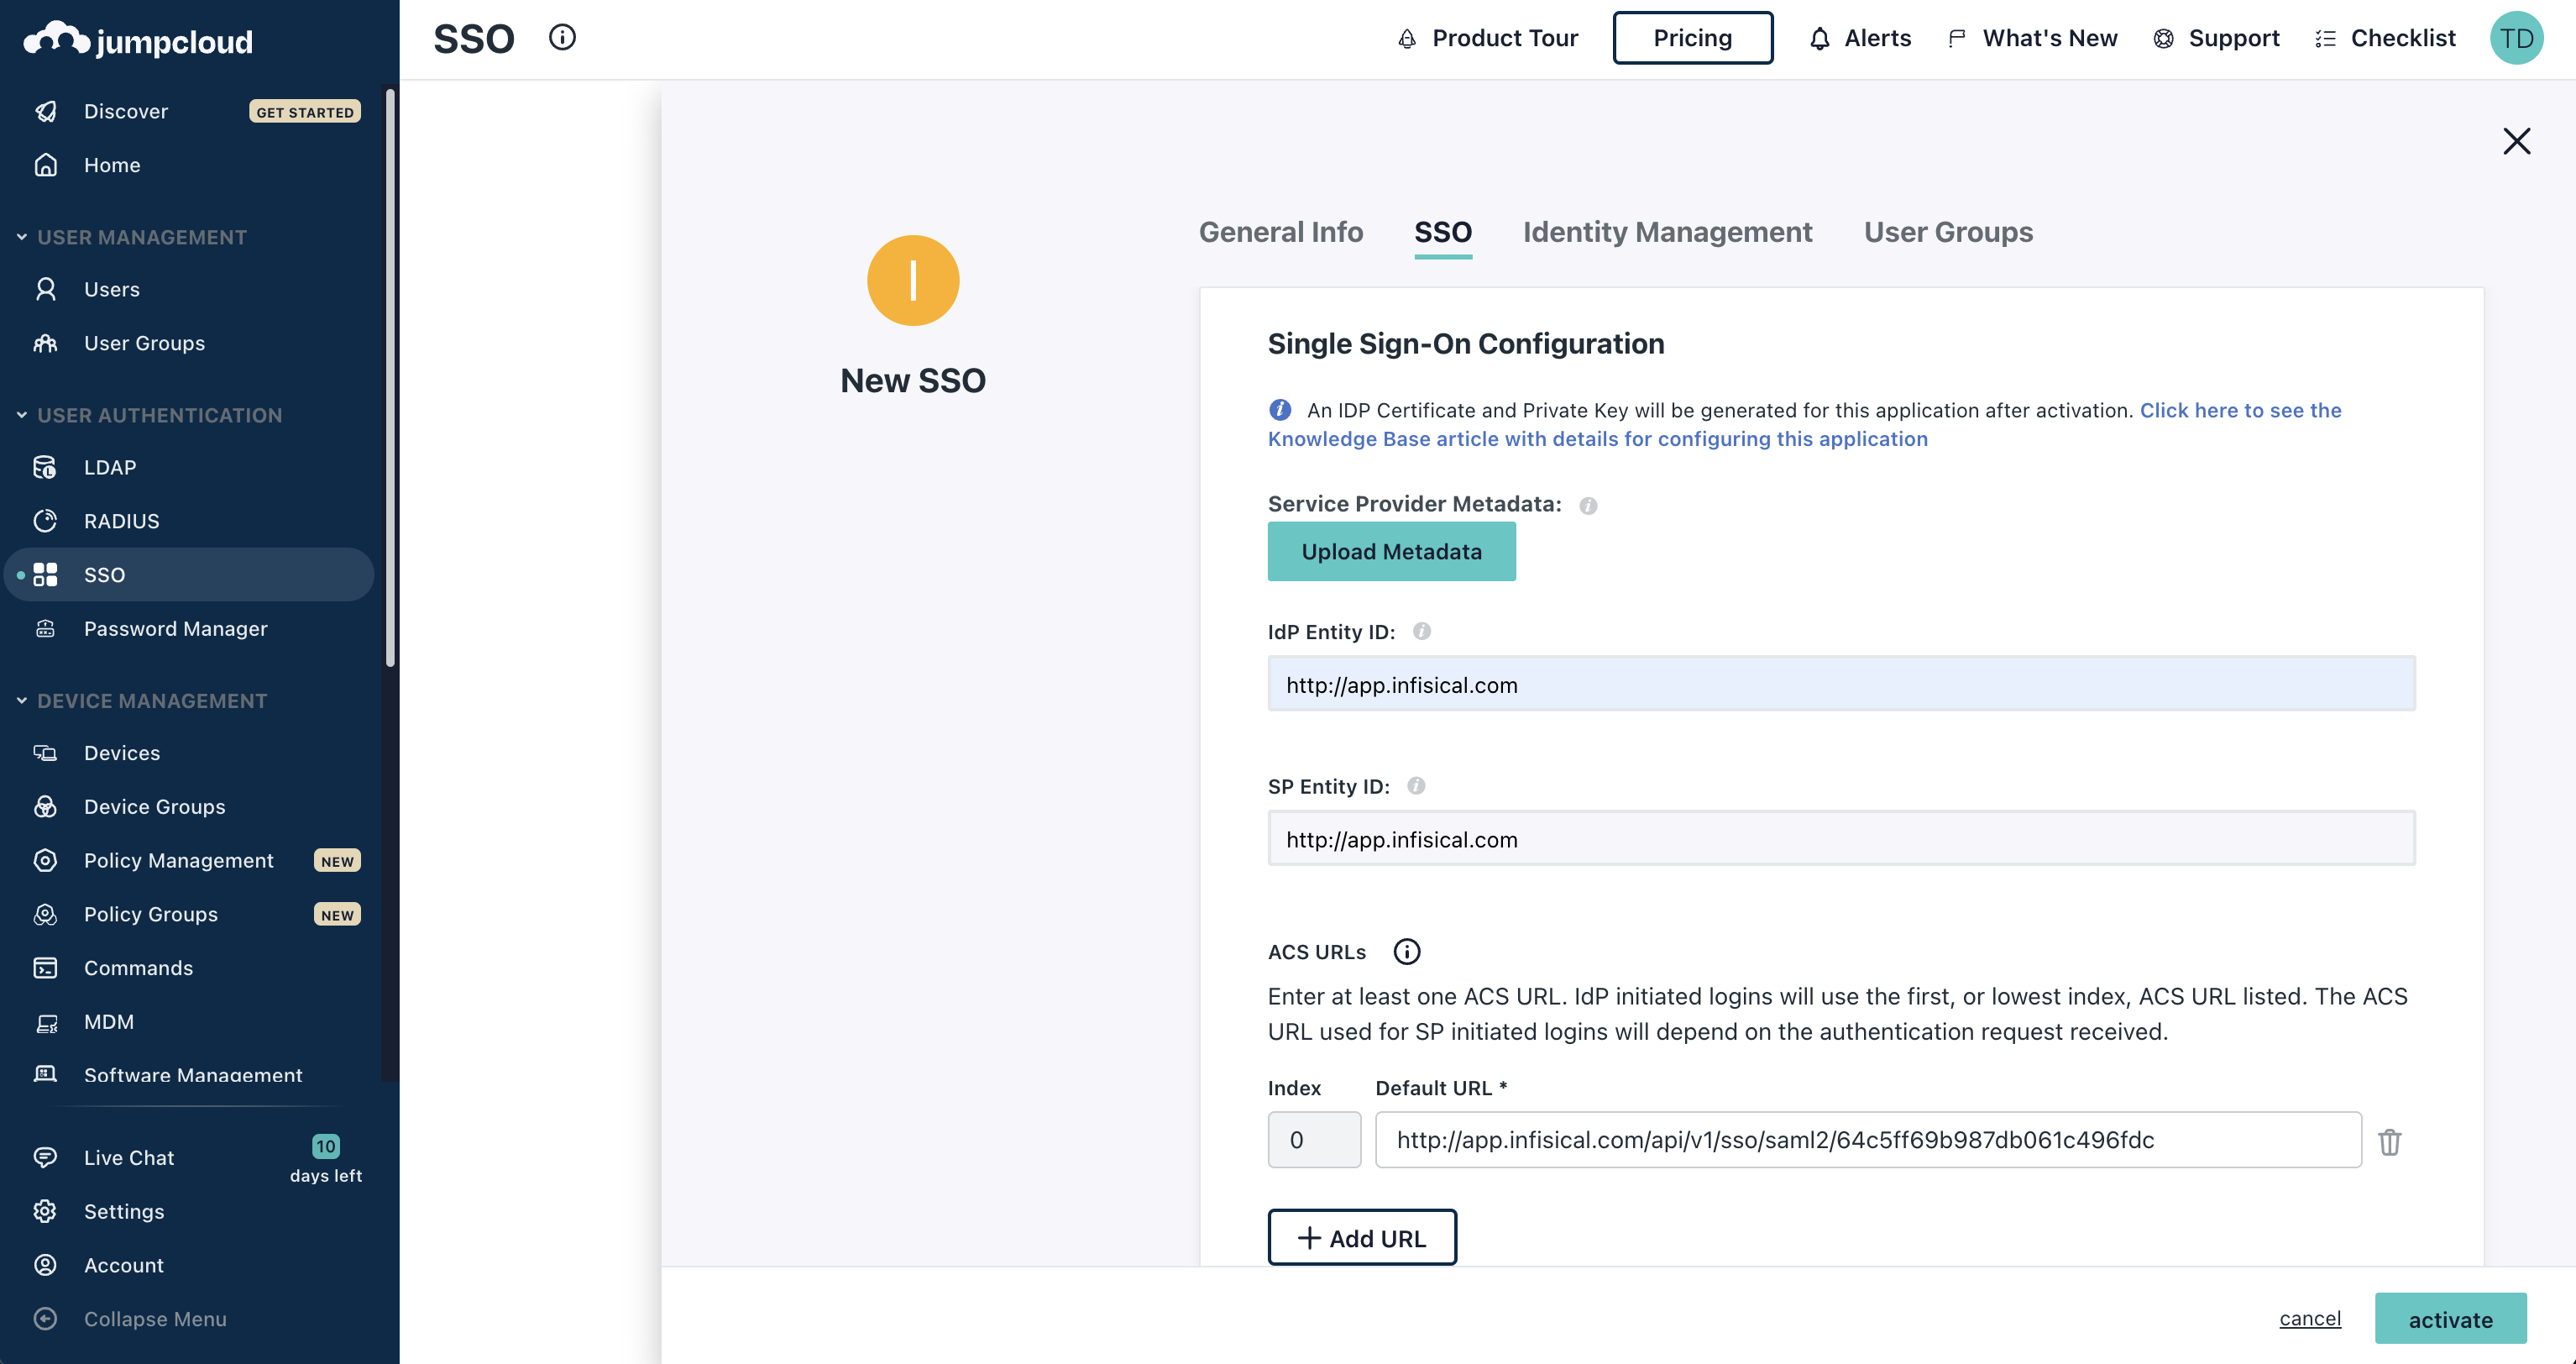 jumpcloud
SSO
Product Tour
Pricing
Alerts
What's New
Support
Checklist
TD
Discover
GET STARTED
Home
USER MANAGEMENT
Users
User Groups
USER AUTHENTICATION
LDAP
RADIUS
SSO
Password Manager
DEVICE MANAGEMENT
Devices
Device Groups
Policy Management
NEW
Policy Groups
NEW
Commands
MDM
Software Management
Live Chat
10
days left
Settings
Account
Collapse Menu
I
New SSO
General Info
SSO
Identity Management
User Groups
Single Sign-On Configuration
An IDP Certificate and Private Key will be generated for this application after activation. Click here to see the
Knowledge Base article with details for configuring this application
Service Provider Metadata:
Upload Metadata
IdP Entity ID:
http://app.infisical.com
SP Entity ID:
http://app.infisical.com
ACS URLs
Enter at least one ACS URL. IdP initiated logins will use the first, or lowest index, ACS URL listed. The ACS
URL used for SP initiated logins will depend on the authentication request received.
Index
Default URL *
0
http://app.infisical.com/api/v1/sso/saml2/64c5ff69b987db061c496fdc
Add URL
cancel
activate